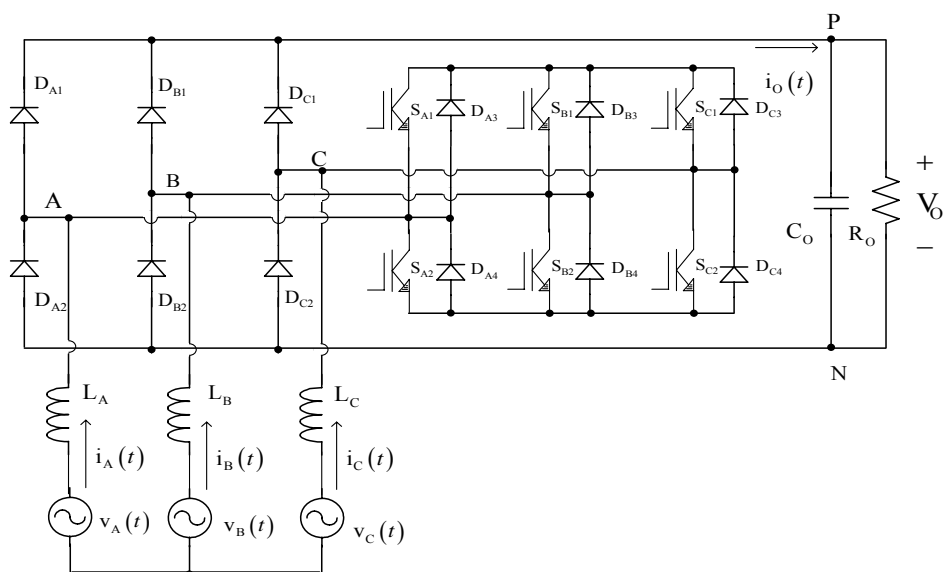 P
D_A1
D_B1
D_C1
i_O(t)
S_A1
D_A3
S_B1
D_B3
S_C1
D_C3
A
B
C
+
V_O
−
C_O
R_O
D_A2
D_B2
D_C2
S_A2
D_A4
S_B2
D_B4
S_C2
D_C4
N
L_A
L_B
L_C
i_A(t)
i_B(t)
i_C(t)
v_A(t)
v_B(t)
v_C(t)